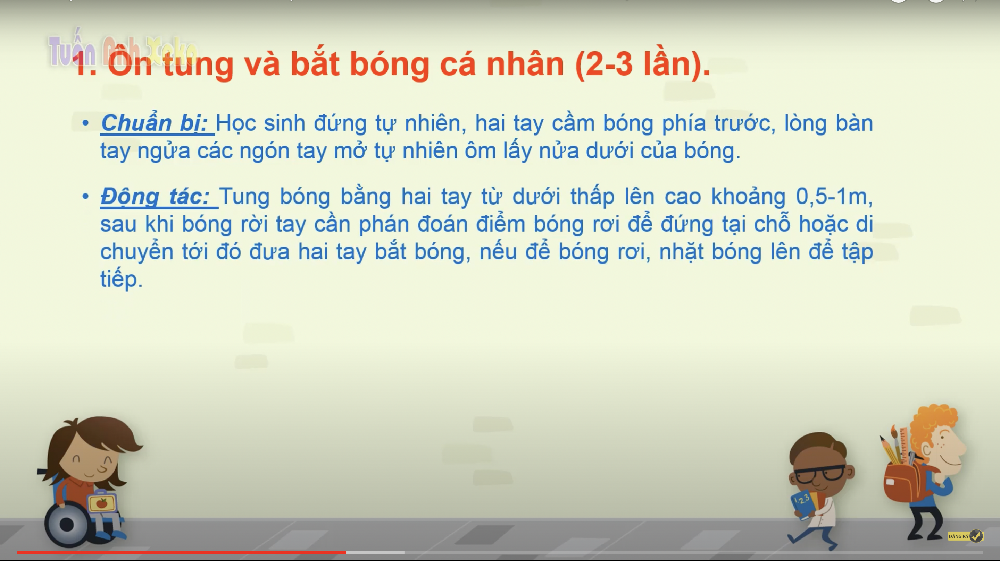 Tuấn Anh Xeko
1. Ôn tung và bắt bóng cá nhân (2-3 lần).
• Chuẩn bị: Học sinh đứng tự nhiên, hai tay cầm bóng phía trước, lòng bàn
tay ngửa các ngón tay mở tự nhiên ôm lấy nửa dưới của bóng.
• Động tác: Tung bóng bằng hai tay từ dưới thấp lên cao khoảng 0,5-1m,
sau khi bóng rời tay cần phán đoán điểm bóng rơi để đứng tại chỗ hoặc di
chuyển tới đó đưa hai tay bắt bóng, nếu để bóng rơi, nhặt bóng lên để tập
tiếp.
1 2 3
ĐĂNG KÝ